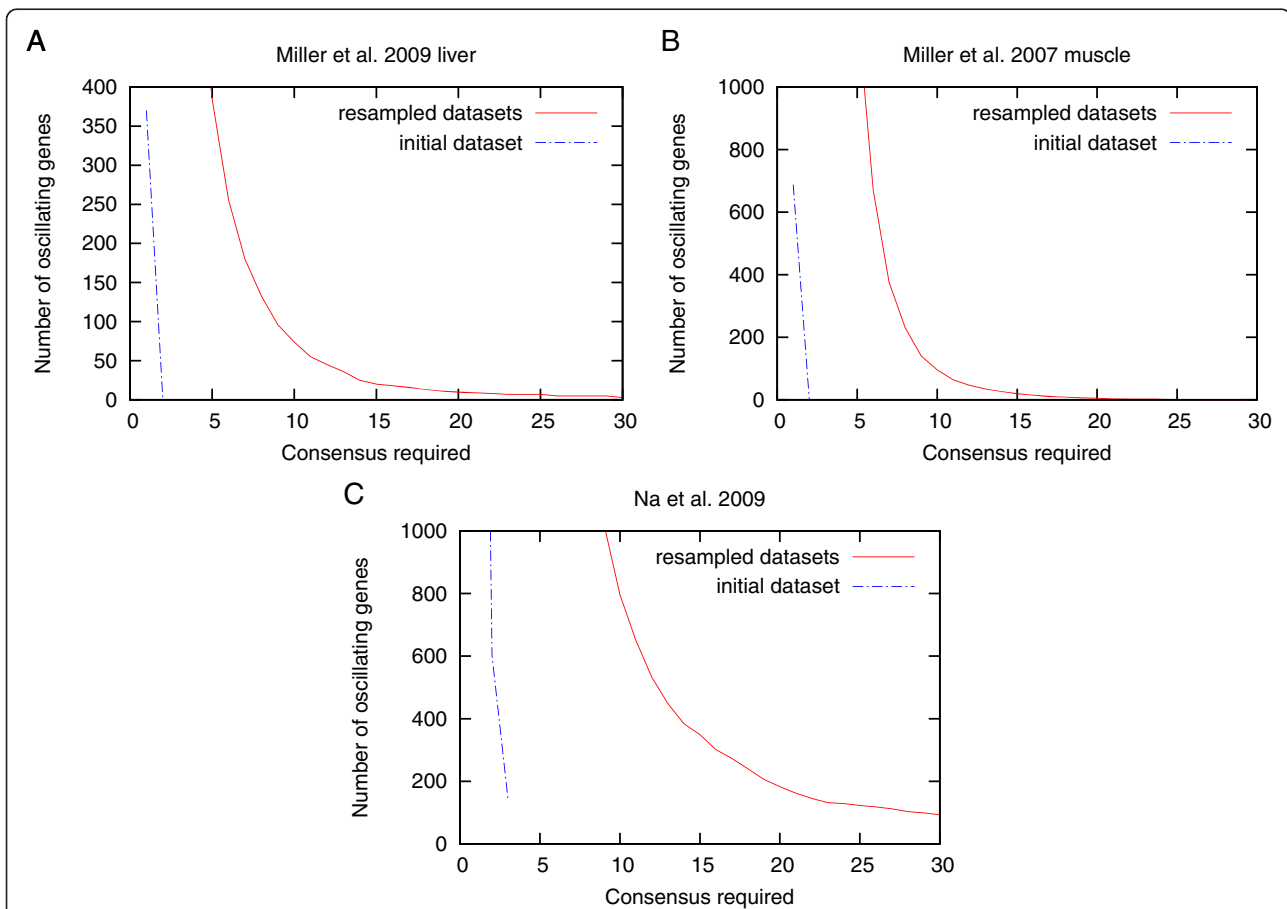 A
Miller et al. 2009 liver
Number of oscillating genes
400
350
300
250
200
150
100
50
0
resampled datasets
initial dataset
0 5 10 15 20 25 30
Consensus required
B
Miller et al. 2007 muscle
Number of oscillating genes
1000
800
600
400
200
0
resampled datasets
initial dataset
0 5 10 15 20 25 30
Consensus required
C
Na et al. 2009
Number of oscillating genes
1000
800
600
400
200
0
resampled datasets
initial dataset
0 5 10 15 20 25 30
Consensus required